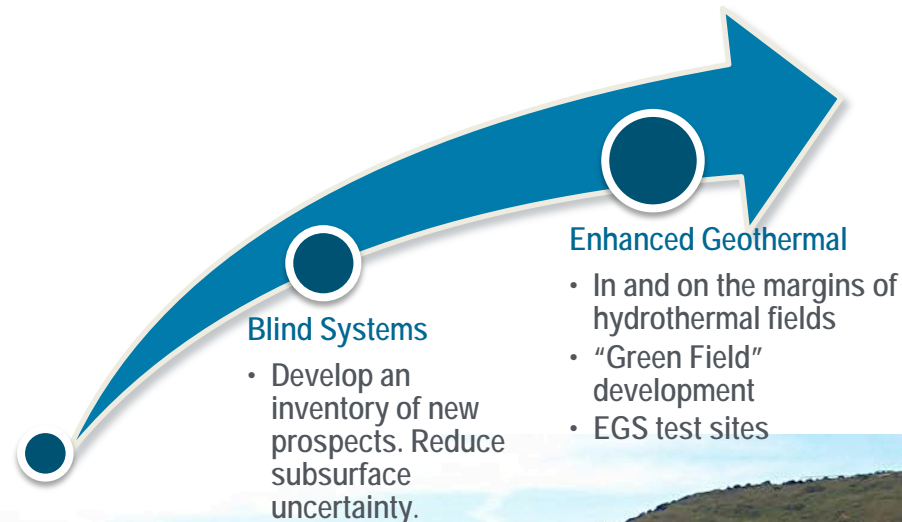 Enhanced Geothermal
• In and on the margins of
hydrothermal fields
• “Green Field”
development
• EGS test sites
Blind Systems
• Develop an
inventory of new
prospects. Reduce
subsurface
uncertainty.